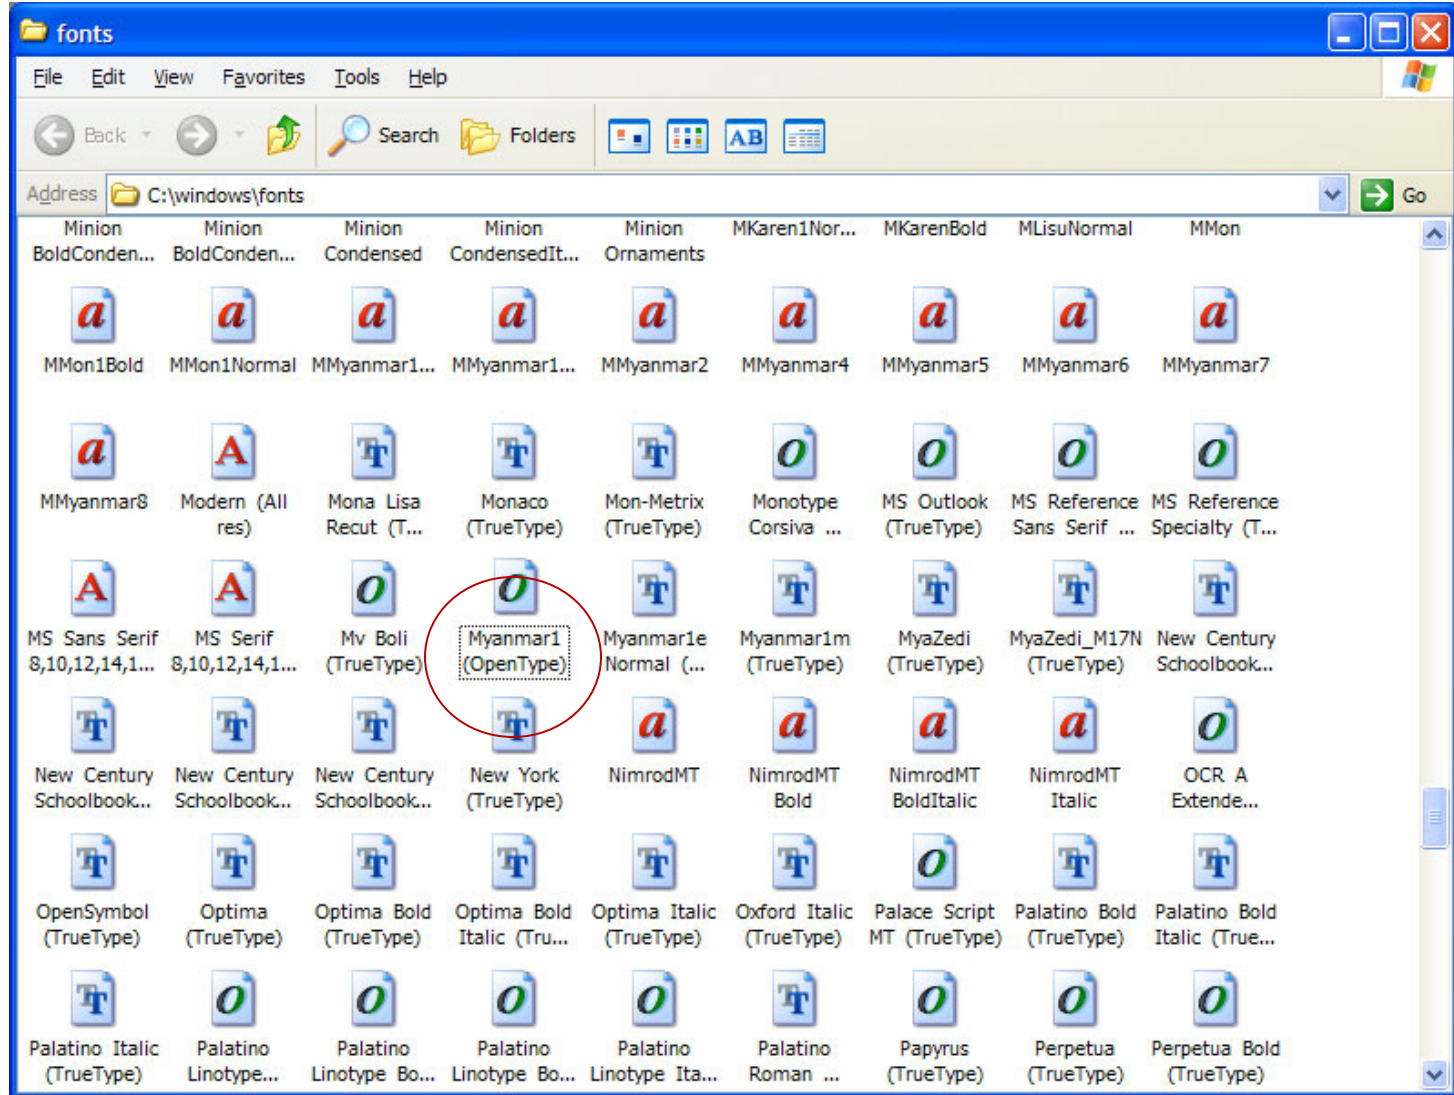 fonts
File Edit View Favorites Tools Help
Back Search Folders AB
Address C:\windows\fonts Go
Minion Minion Minion Minion Minion MKaren1Nor... MKarenBold MLisuNormal MMon
BoldConden... BoldConden... Condensed CondensedIt... Ornaments
MMon1Bold MMon1Normal MMyanmar1... MMyanmar1... MMyanmar2 MMyanmar4 MMyanmar5 MMyanmar6 MMyanmar7
MMyanmar8 Modern (All Mona Lisa Monaco Mon-Metrix Monotype MS Outlook MS Reference MS Reference
res) Recut (T... (TrueType) (TrueType) Corsiva ... (TrueType) Sans Serif ... Specialty (T...
MS Sans Serif MS Serif Mv Boli Myanmar1 Myanmar1e Myanmar1m MyaZedi MyaZedi_M17N New Century
8,10,12,14,1... 8,10,12,14,1... (TrueType) (OpenType) Normal (... (TrueType) (TrueType) (TrueType) Schoolbook...
New Century New Century New Century New York NimrodMT NimrodMT NimrodMT NimrodMT OCR A
Schoolbook... Schoolbook... Schoolbook... (TrueType) Bold BoldItalic Italic Extende...
OpenSymbol Optima Optima Bold Optima Bold Optima Italic Oxford Italic Palace Script Palatino Bold Palatino Bold
(TrueType) (TrueType) (TrueType) Italic (Tru... (TrueType) (TrueType) MT (TrueType) (TrueType) Italic (True...
Palatino Italic Palatino Palatino Palatino Palatino Palatino Papyrus Perpetua Perpetua Bold
(TrueType) Linotype... Linotype Bo... Linotype Bo... Linotype Ita... Roman ... (TrueType) (TrueType) (TrueType)